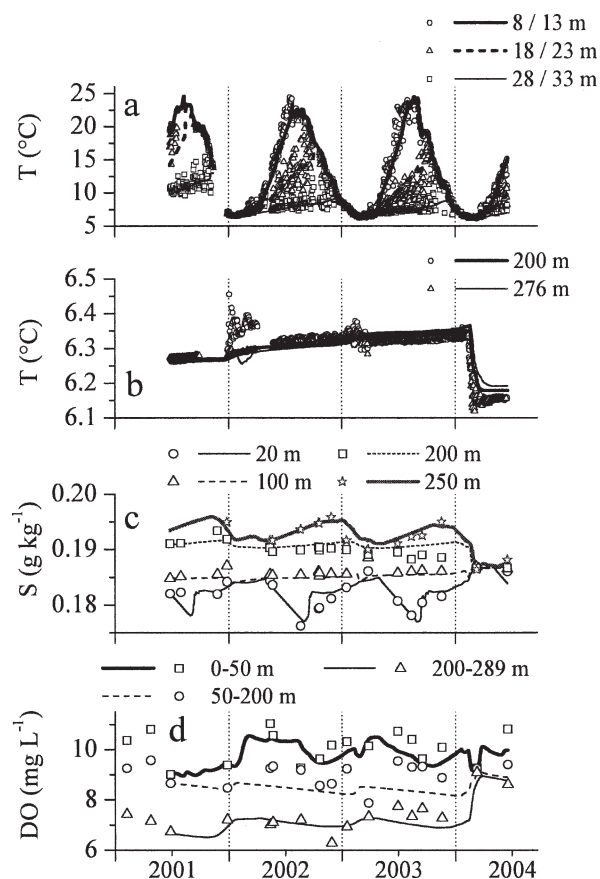 8 / 13 m
18 / 23 m
28 / 33 m
a
T (°C)
25
20
15
10
5
200 m
276 m
b
T (°C)
6.5
6.4
6.3
6.2
6.1
20 m
200 m
100 m
250 m
c
S (g kg⁻¹)
0.20
0.19
0.18
0-50 m
200-289 m
50-200 m
d
DO (mg L⁻¹)
10
8
6
2001
2002
2003
2004